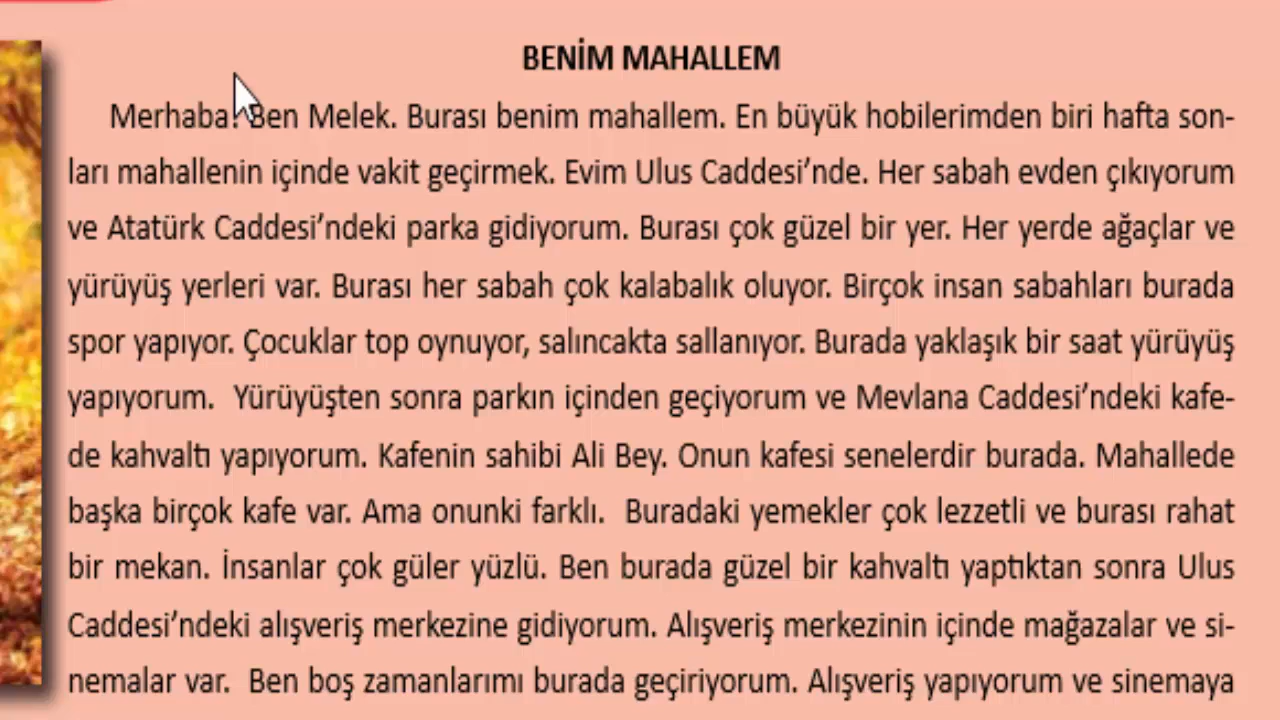 BENİM MAHALLEM
Merhaba! Ben Melek. Burası benim mahallem. En büyük hobilerimden biri hafta son-
ları mahallenin içinde vakit geçirmek. Evim Ulus Caddesi’nde. Her sabah evden çıkıyorum
ve Atatürk Caddesi’ndeki parka gidiyorum. Burası çok güzel bir yer. Her yerde ağaçlar ve
yürüyüş yerleri var. Burası her sabah çok kalabalık oluyor. Birçok insan sabahları burada
spor yapıyor. Çocuklar top oynuyor, salıncakta sallanıyor. Burada yaklaşık bir saat yürüyüş
yapıyorum. Yürüyüşten sonra parkın içinden geçiyorum ve Mevlana Caddesi’ndeki kafe-
de kahvaltı yapıyorum. Kafenin sahibi Ali Bey. Onun kafesi senelerdir burada. Mahallede
başka birçok kafe var. Ama onunki farklı. Buradaki yemekler çok lezzetli ve burası rahat
bir mekan. İnsanlar çok güler yüzlü. Ben burada güzel bir kahvaltı yaptıktan sonra Ulus
Caddesi’ndeki alışveriş merkezine gidiyorum. Alışveriş merkezinin içinde mağazalar ve si-
nemalar var. Ben boş zamanlarımı burada geçiriyorum. Alışveriş yapıyorum ve sinemaya